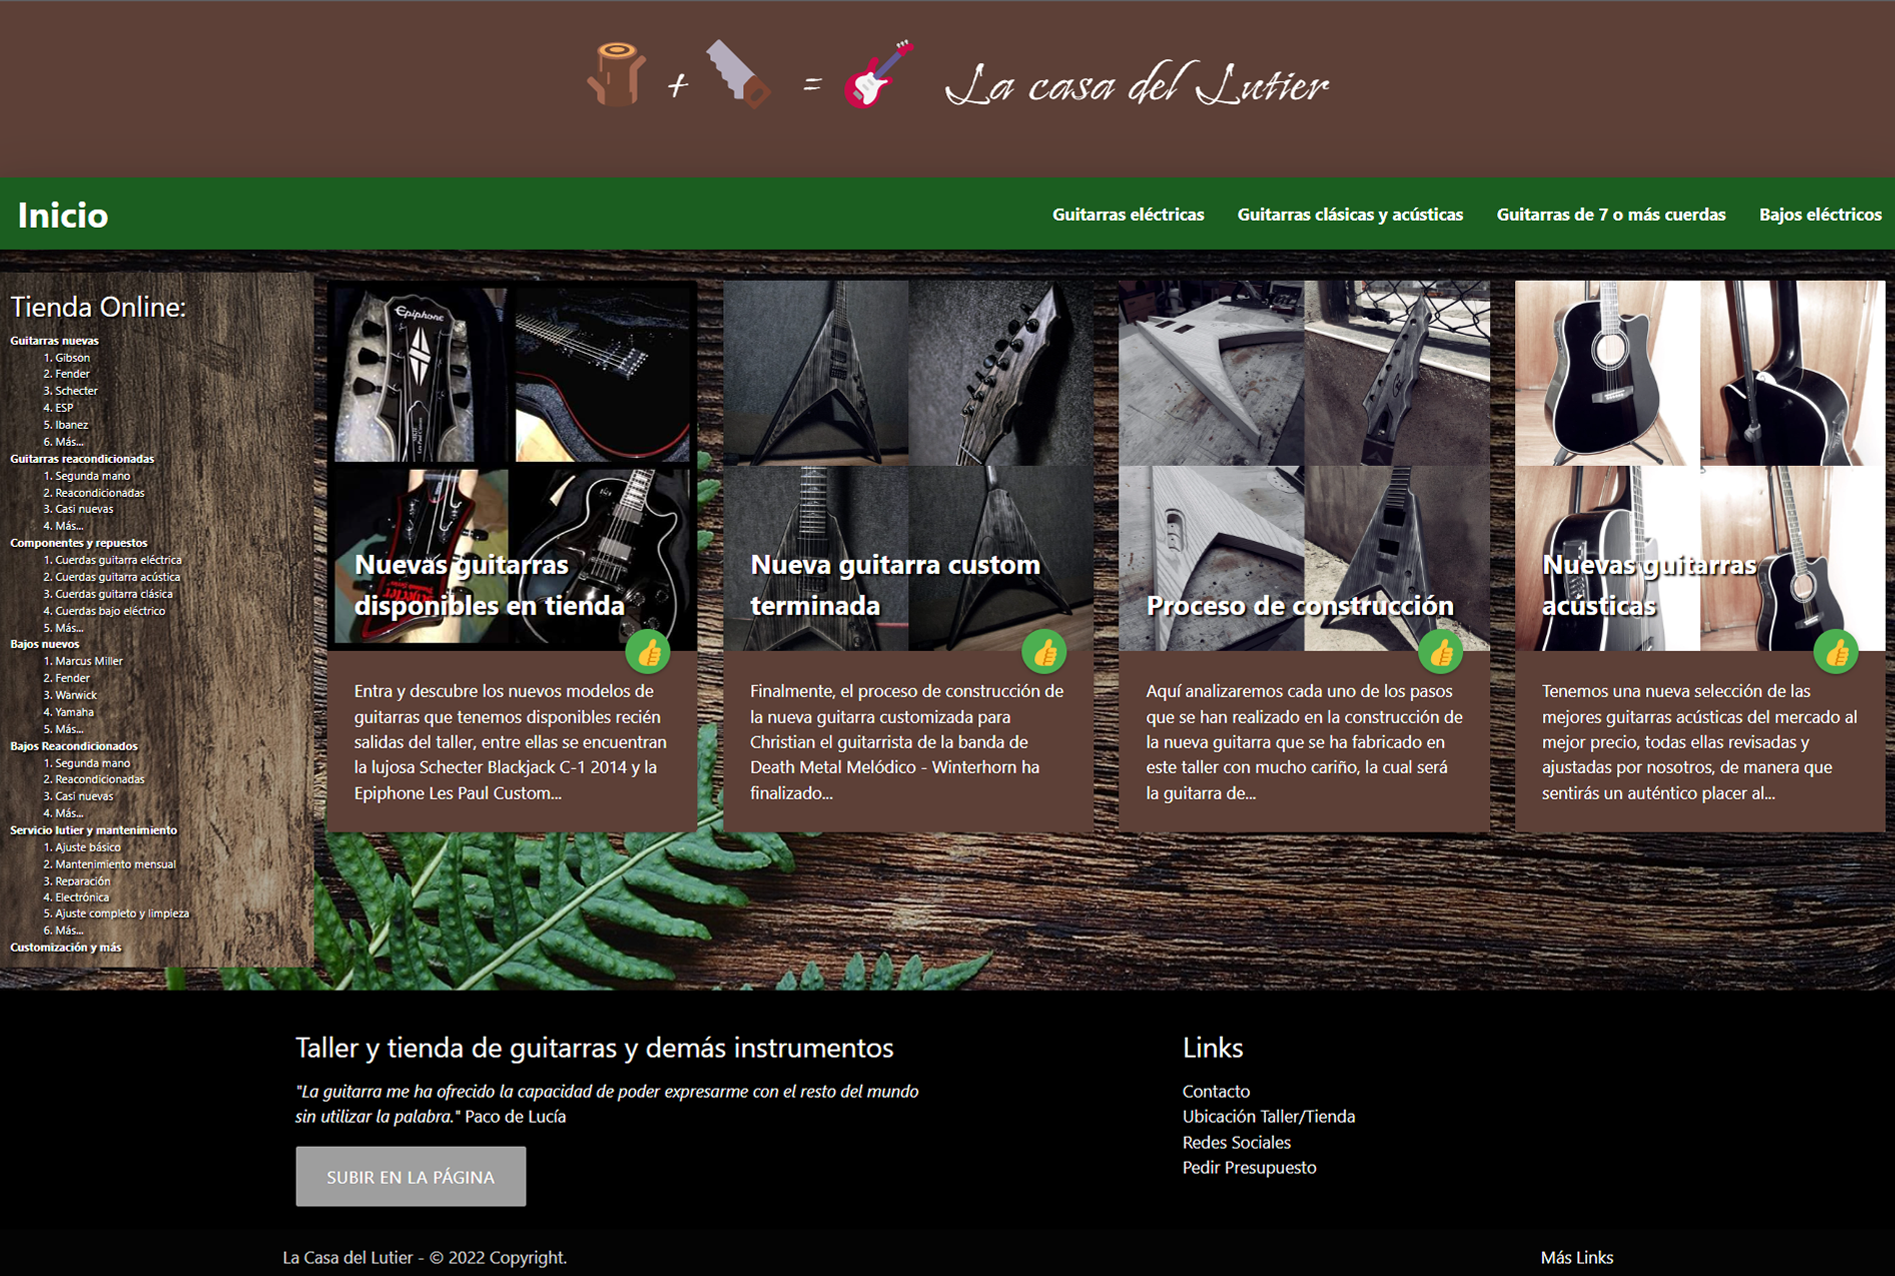 + = La casa del Lutier
Inicio
Guitarras eléctricas Guitarras clásicas y acústicas Guitarras de 7 o más cuerdas Bajos eléctricos
Tienda Online:
Guitarras nuevas
1. Gibson
2. Fender
3. Schecter
4. ESP
5. Ibanez
6. Más...
Guitarras reacondicionadas
1. Segunda mano
2. Reacondicionadas
3. Casi nuevas
4. Más...
Componentes y repuestos
1. Cuerdas guitarra eléctrica
2. Cuerdas guitarra acústica
3. Cuerdas guitarra clásica
4. Cuerdas bajo eléctrico
5. Más...
Bajos nuevos
1. Marcus Miller
2. Fender
3. Warwick
4. Yamaha
5. Más...
Bajos Reacondicionados
1. Segunda mano
2. Reacondicionadas
3. Casi nuevas
4. Más...
Servicio lutier y mantenimiento
1. Ajuste básico
2. Mantenimiento mensual
3. Reparación
4. Electrónica
5. Ajuste completo y limpieza
6. Más...
Customización y más
Epiphone
Nuevas guitarras
disponibles en tienda
Entra y descubre los nuevos modelos de
guitarras que tenemos disponibles recién
salidas del taller, entre ellas se encuentran
la lujosa Schecter Blackjack C-1 2014 y la
Epiphone Les Paul Custom...
Nueva guitarra custom
terminada
Finalmente, el proceso de construcción de
la nueva guitarra customizada para
Christian el guitarrista de la banda de
Death Metal Melódico - Winterhorn ha
finalizado...
Proceso de construcción
Aquí analizaremos cada uno de los pasos
que se han realizado en la construcción de
la nueva guitarra que se ha fabricado en
este taller con mucho cariño, la cual será
la guitarra de...
Nuevas guitarras
acústicas
Tenemos una nueva selección de las
mejores guitarras acústicas del mercado al
mejor precio, todas ellas revisadas y
ajustadas por nosotros, de manera que
sentirás un auténtico placer al...
Taller y tienda de guitarras y demás instrumentos
"La guitarra me ha ofrecido la capacidad de poder expresarme con el resto del mundo
sin utilizar la palabra." Paco de Lucía
SUBIR EN LA PÁGINA
Links
Contacto
Ubicación Taller/Tienda
Redes Sociales
Pedir Presupuesto
La Casa del Lutier - © 2022 Copyright.
Más Links